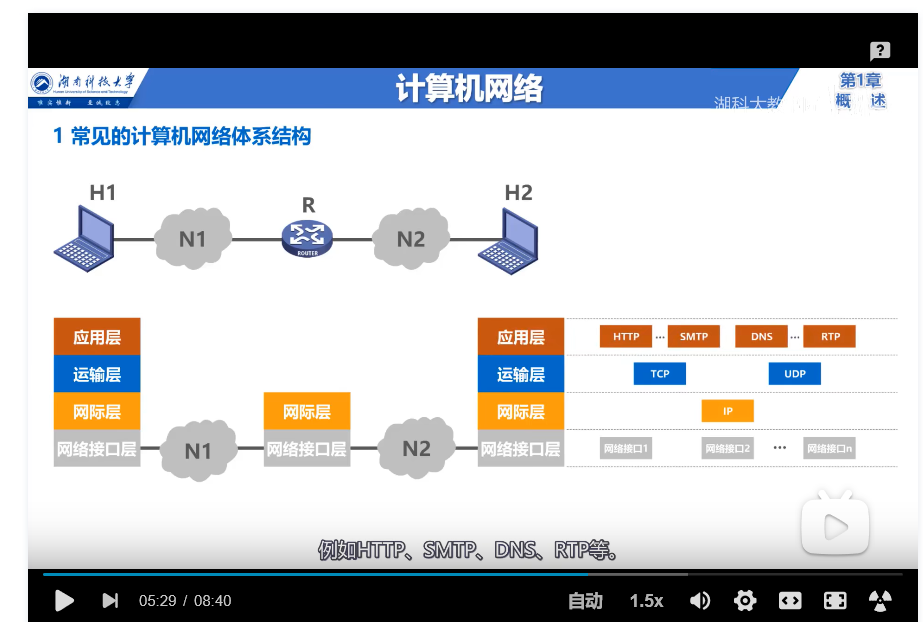 ?
湖南科技大学
计算机网络
第1章
概 述
湖科大教
1 常见的计算机网络体系结构
H1
R
H2
N1
N2
ROUTER
应用层
应用层
HTTP ... SMTP DNS ... RTP
运输层
运输层
TCP UDP
网际层
网际层
网际层
IP
网络接口层
N1
网络接口层
N2
网络接口层
网络接口1 网络接口2 ... 网络接口n
例如HTTP、SMTP、DNS、RTP等。
05:29 / 08:40
自动
1.5x